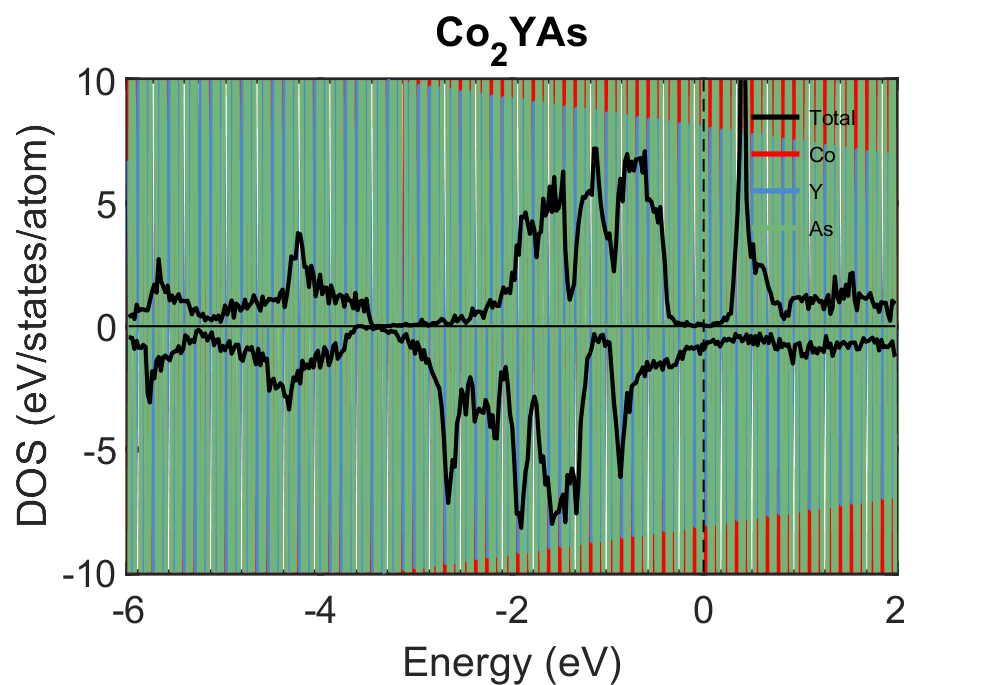 Co₂YAs
DOS (eV/states/atom)
10
5
0
-5
-10
Total
Co
Y
As
-6 -4 -2 0 2
Energy (eV)